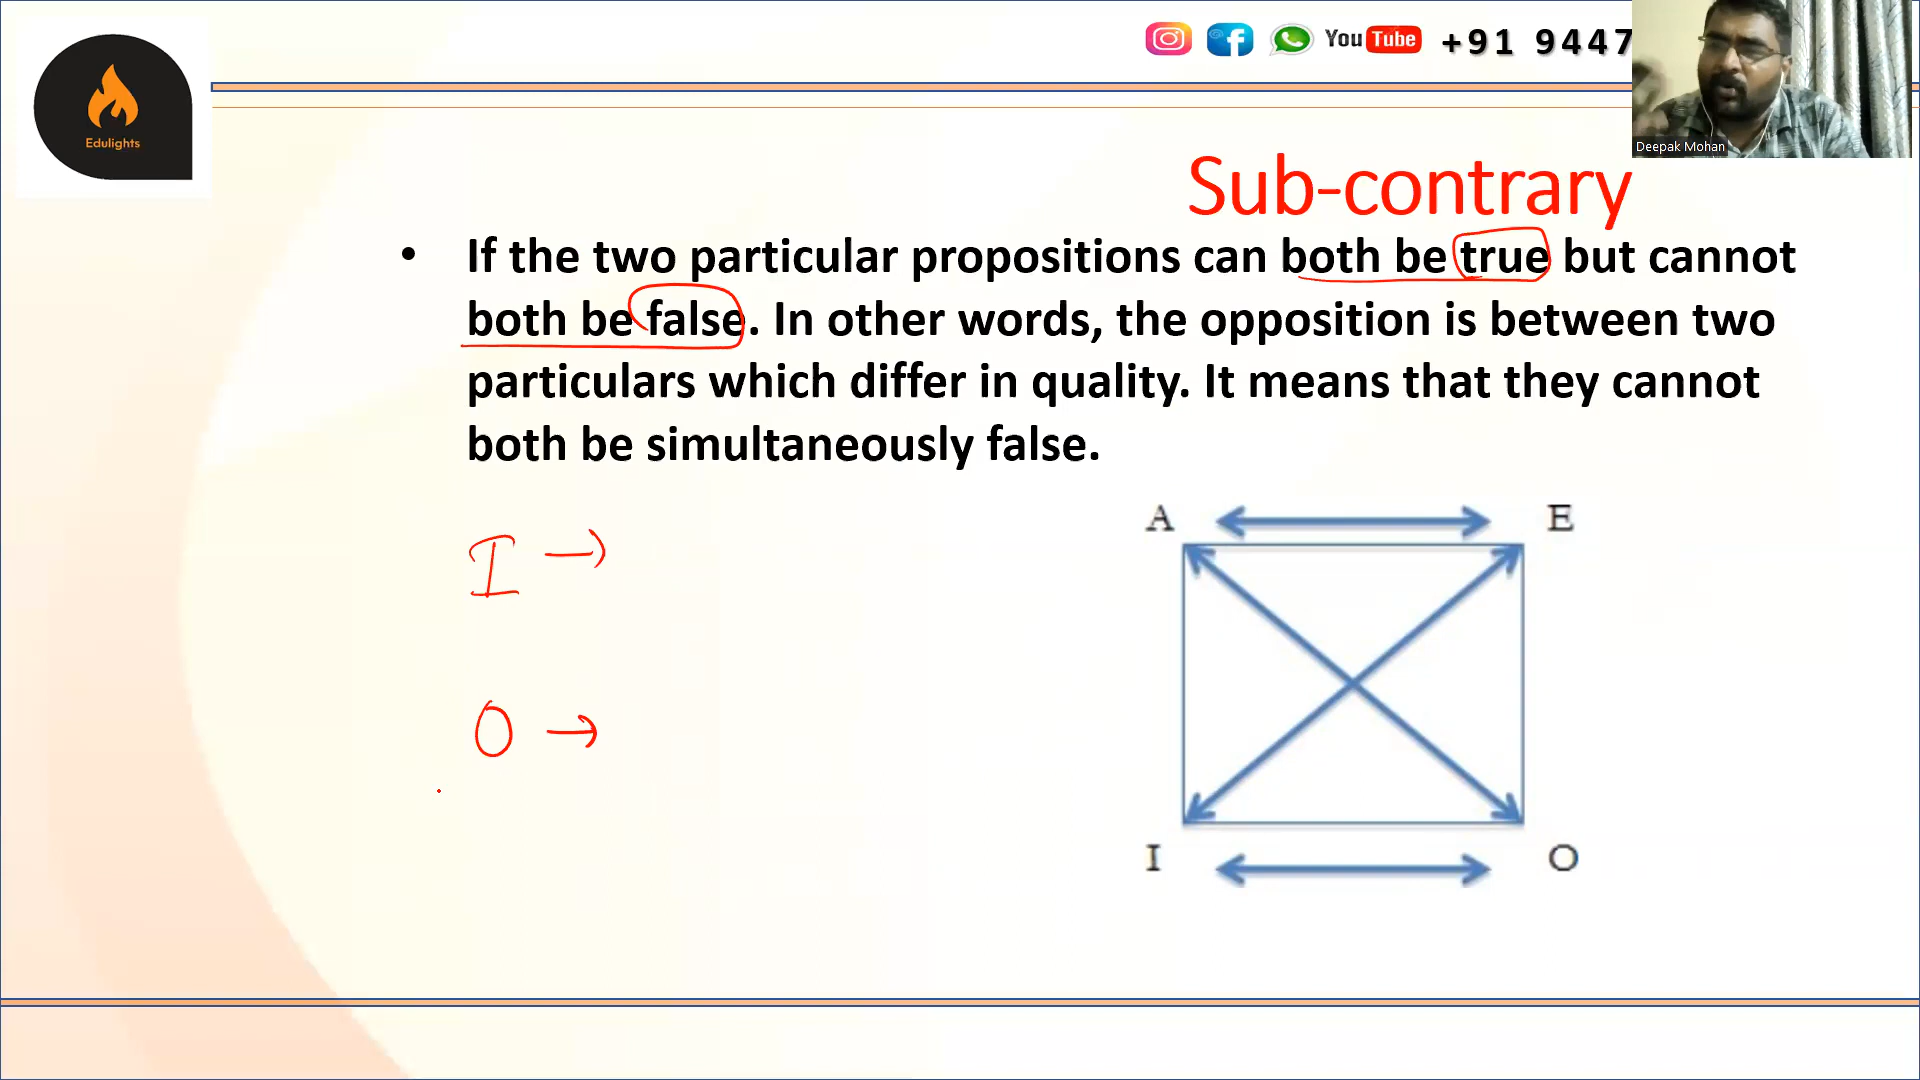 Edulights
You Tube +91 9447
Deepak Mohan
Sub-contrary
• If the two particular propositions can both be true but cannot
both be false. In other words, the opposition is between two
particulars which differ in quality. It means that they cannot
both be simultaneously false.
I →
O →
A E
I O